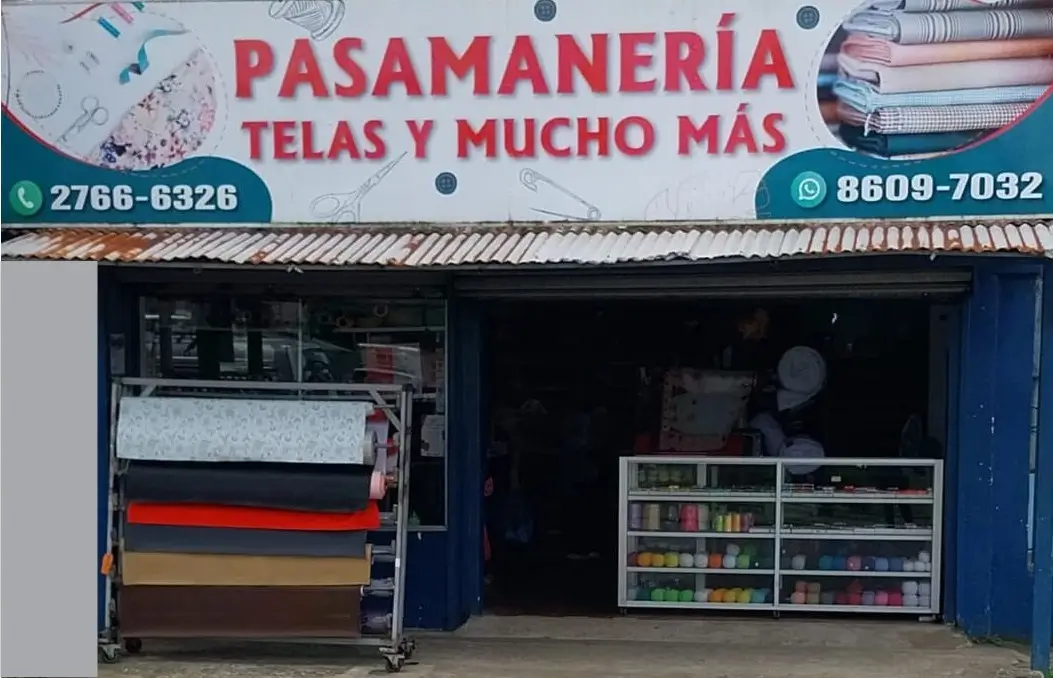 PASAMANERÍA
TELAS Y MUCHO MÁS
2766-6326
8609-7032